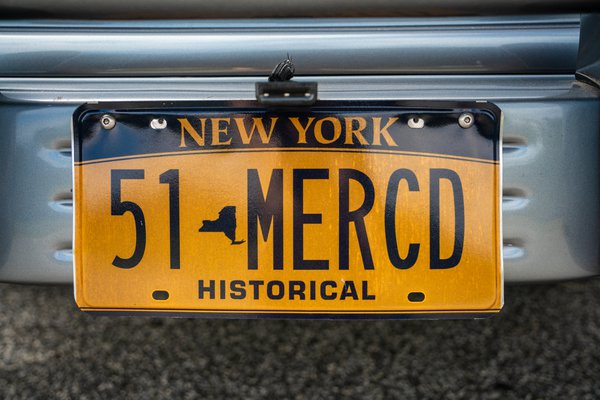 NEW YORK
51 MERCD
HISTORICAL